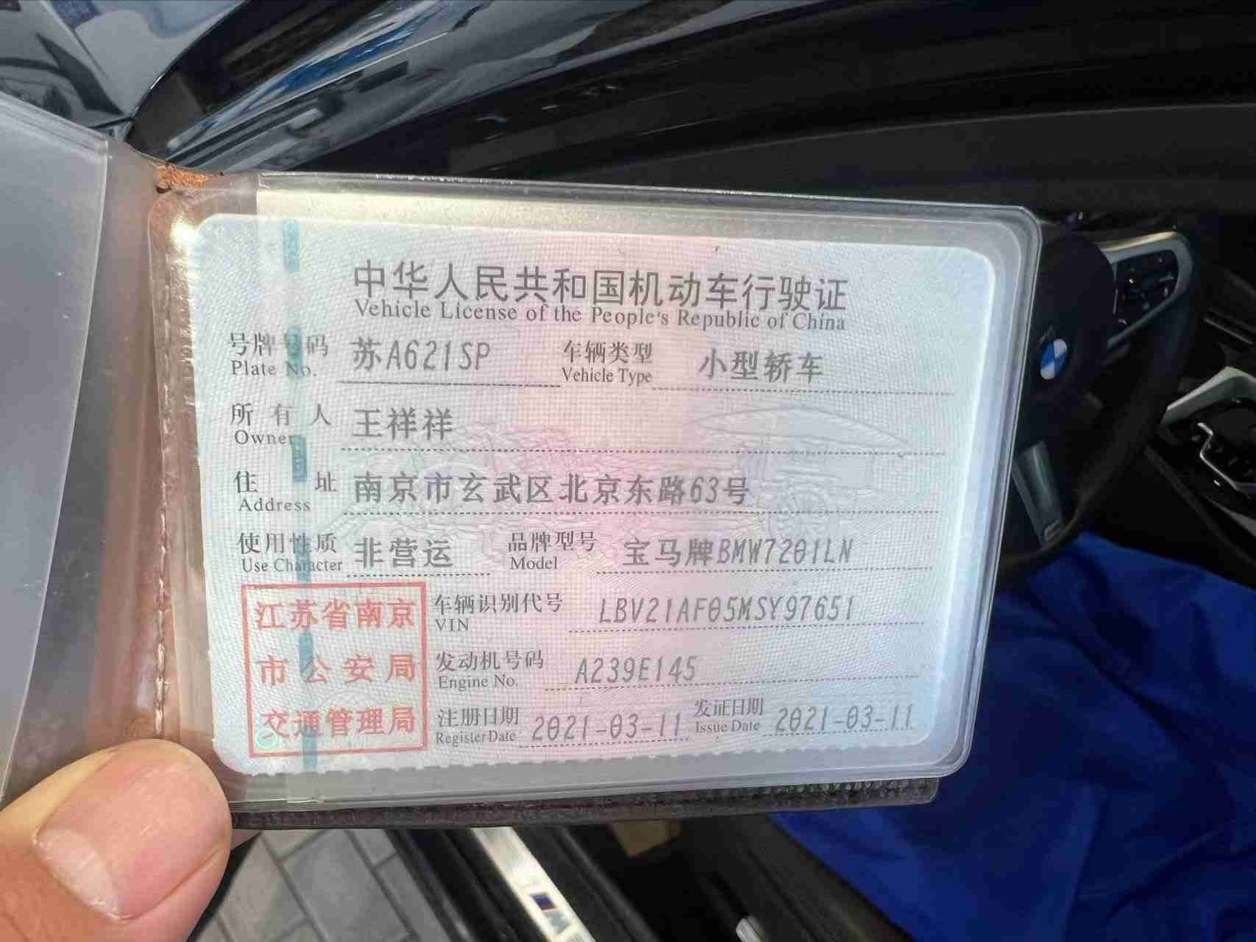 中华人民共和国机动车行驶证
Vehicle License of the People's Republic of China
号牌号码 苏A621SP 车辆类型 小型轿车
Plate No. Vehicle Type
所有人 王祥祥
Owner
住址 南京市玄武区北京东路63号
Address
使用性质 非营运 品牌型号 宝马牌BMW7201LN
Use Character Model
江苏省南京
市公安局
交通管理局
车辆识别代号 LBV21AF05MSY97651
VIN
发动机号码 A239E145
Engine No.
注册日期 2021-03-11 发证日期 2021-03-11
Register Date Issue Date